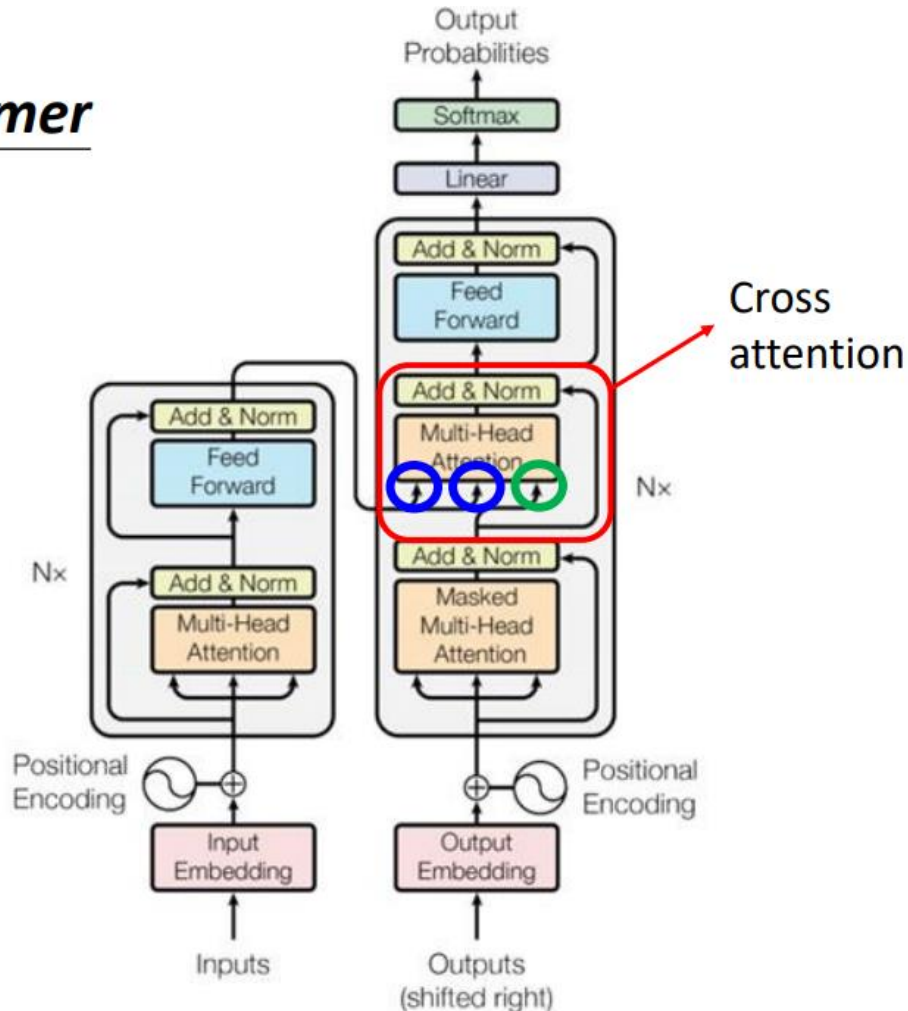 mer
Output
Probabilities
Softmax
Linear
Add & Norm
Feed
Forward
Cross
attention
Add & Norm
Multi-Head
Attention
Nx
Add & Norm
Masked
Multi-Head
Attention
Add & Norm
Feed
Forward
Nx
Add & Norm
Multi-Head
Attention
Positional
Encoding
Positional
Encoding
Input
Embedding
Output
Embedding
Inputs
Outputs
(shifted right)